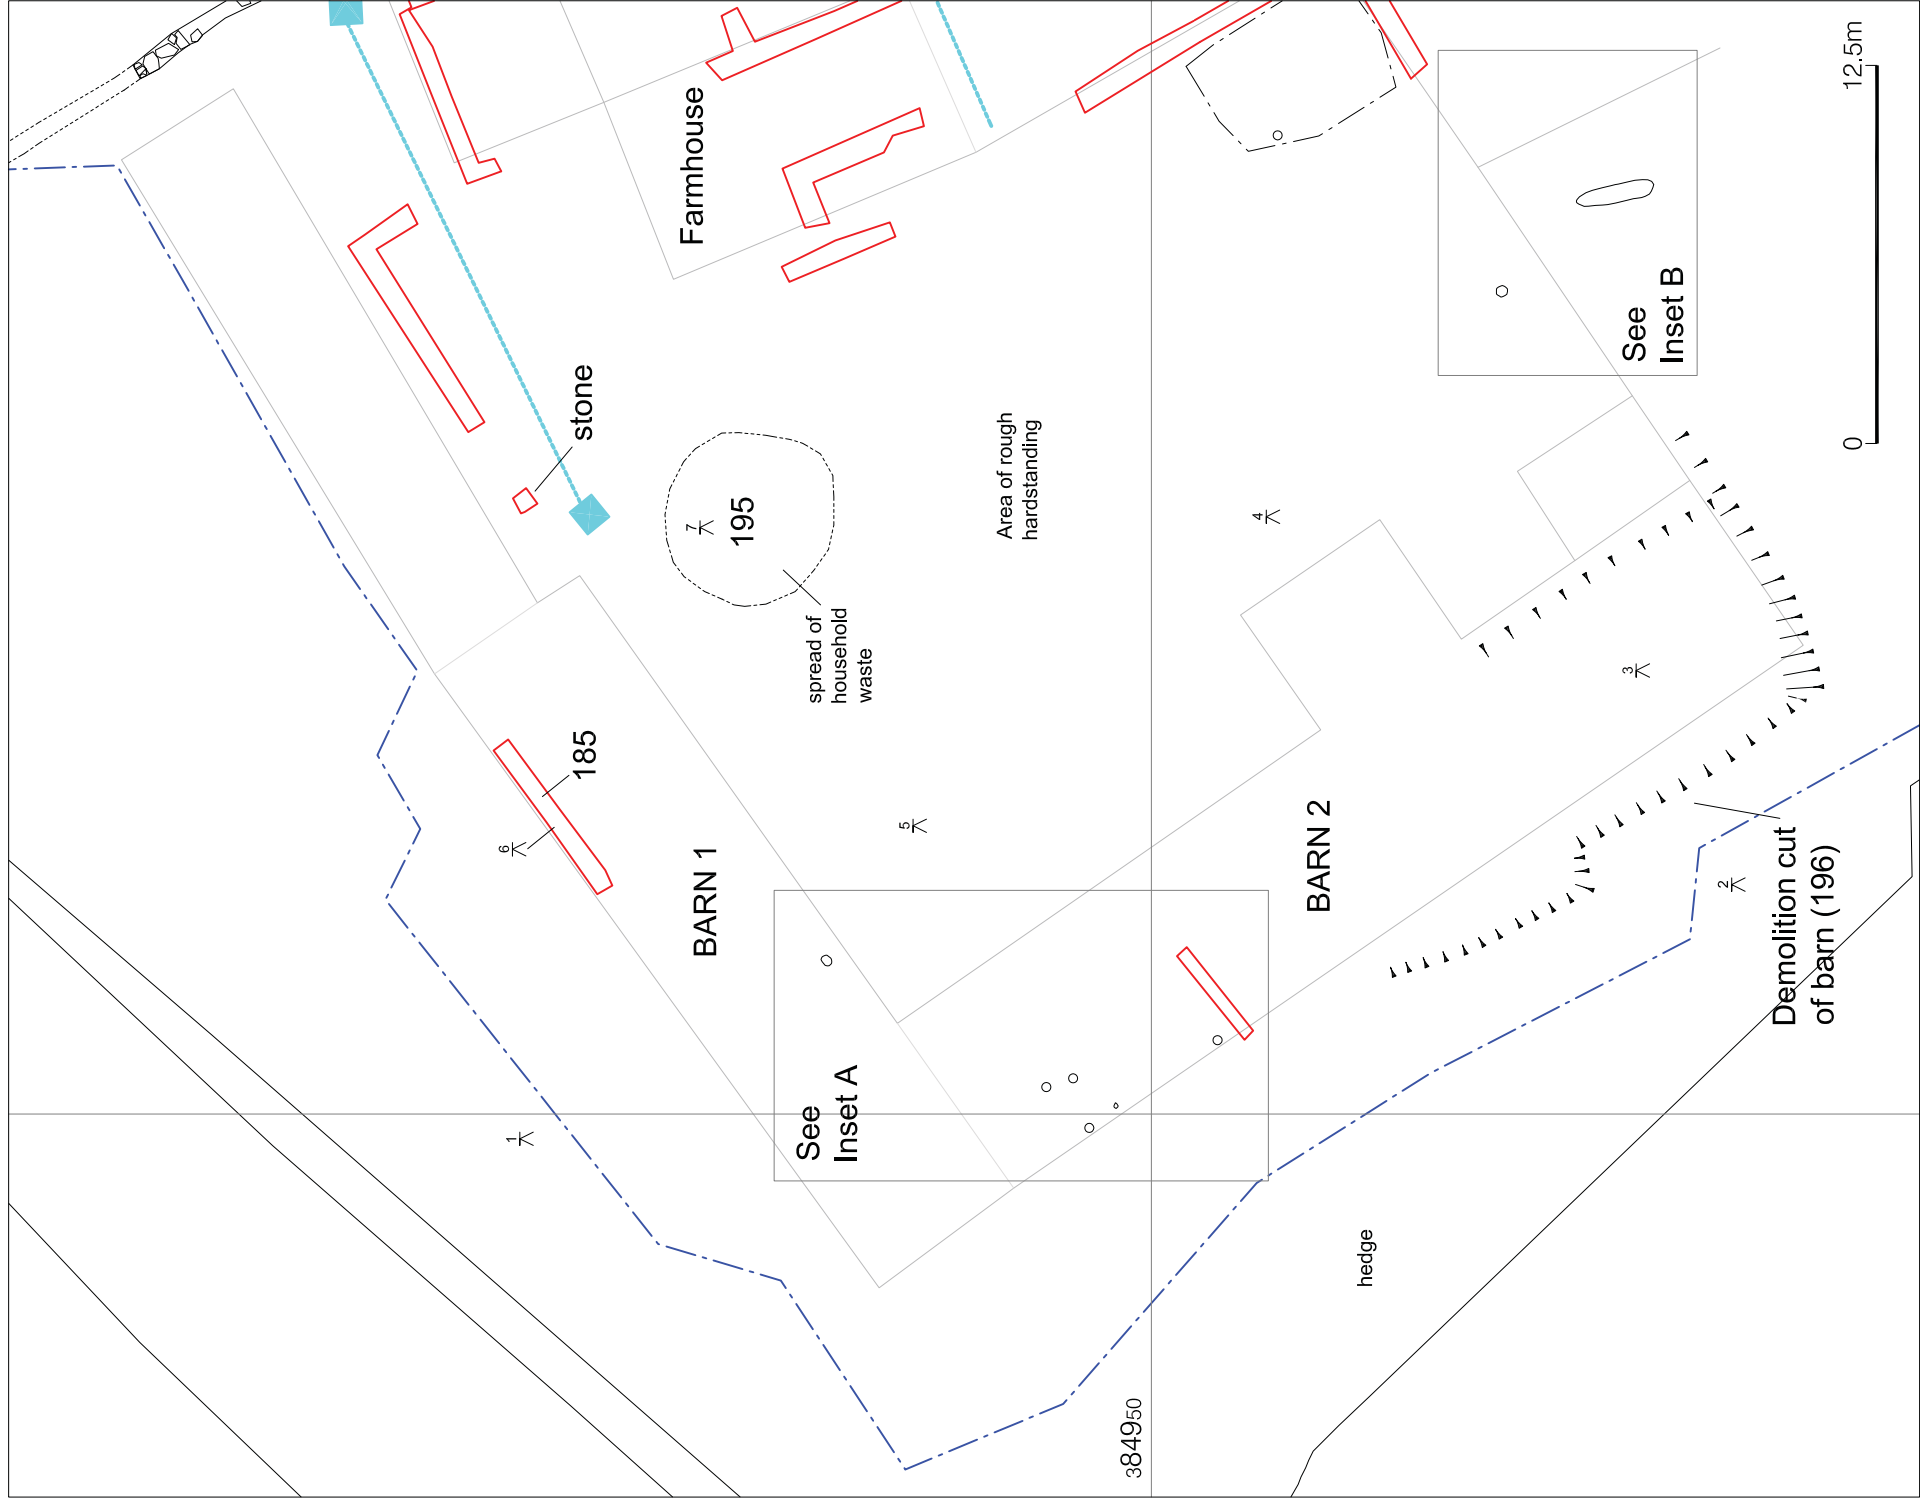 Farmhouse
stone
7
195
spread of
household
waste
Area of rough
hardstanding
4
12.5m
0
See
Inset B
3
185
6
5
BARN 1
BARN 2
2
Demolition cut
of barn (196)
See
Inset A
1
hedge
384950